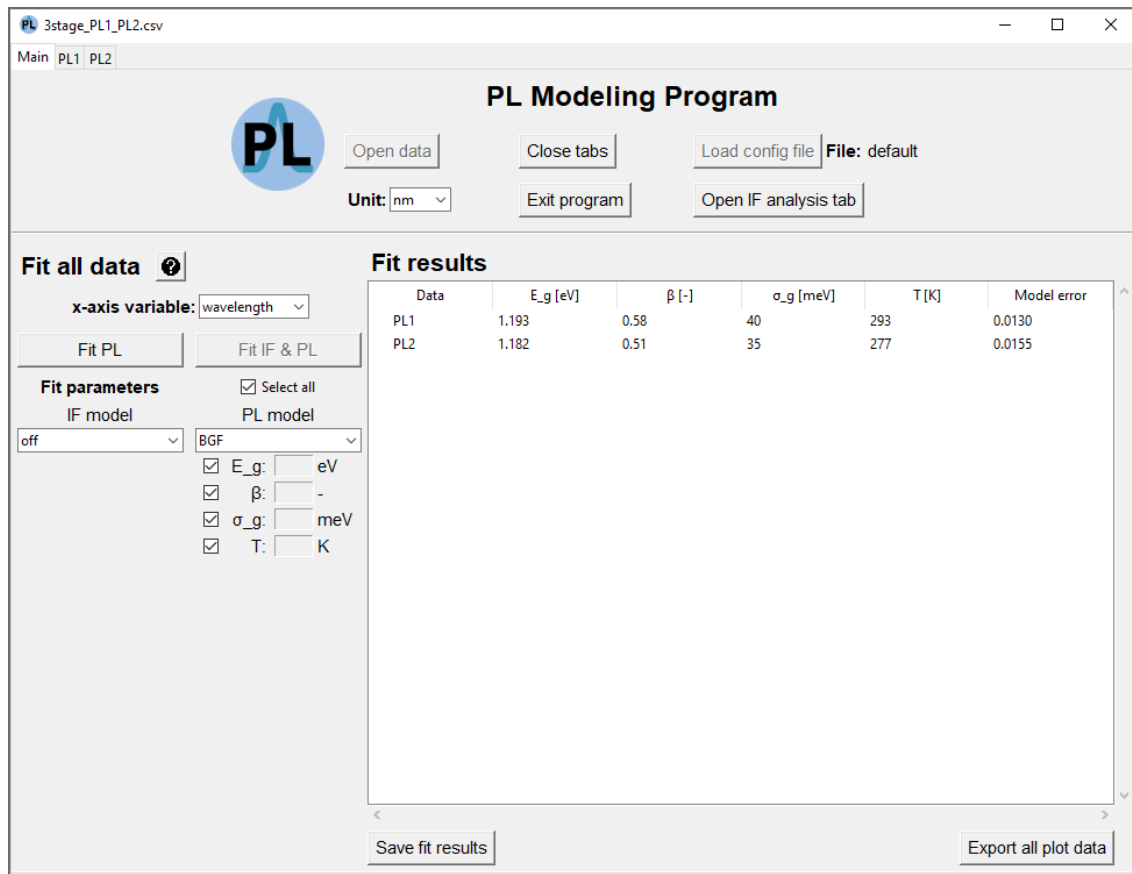 PL 3stage_PL1_PL2.csv
Main PL1 PL2
PL Modeling Program
PL
Open data Close tabs Load config file File: default
Unit: nm Exit program Open IF analysis tab
Fit all data ?
x-axis variable: wavelength
Fit PL Fit IF & PL
Fit parameters Select all
IF model PL model
off BGF
E_g: eV
β: -
σ_g: meV
T: K
Fit results
Data E_g [eV] β [-] σ_g [meV] T [K] Model error
PL1 1.193 0.58 40 293 0.0130
PL2 1.182 0.51 35 277 0.0155
Save fit results Export all plot data